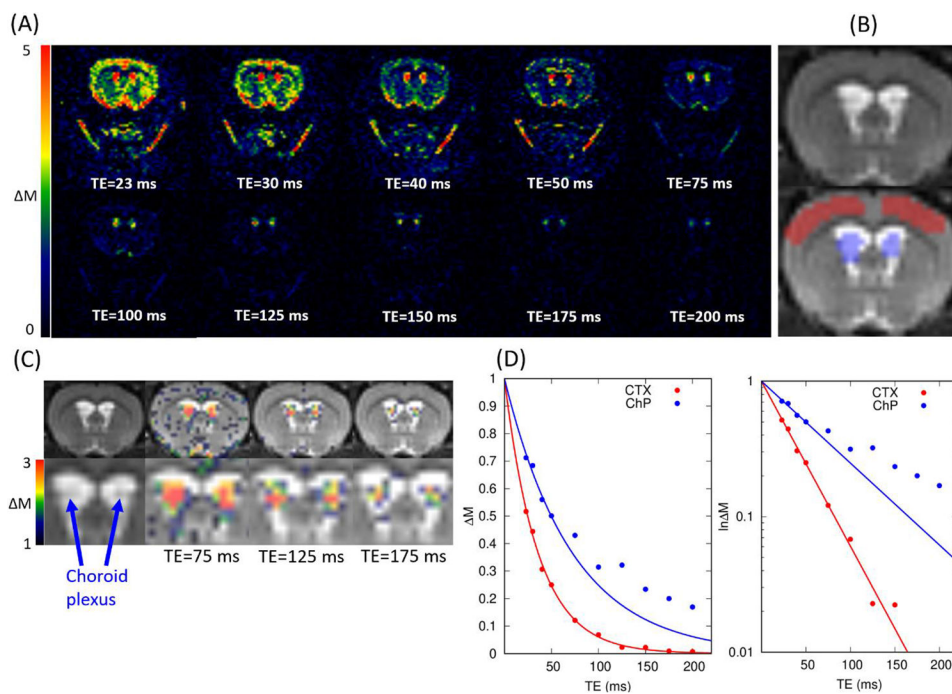 (A)
5
ΔM
0
TE=23 ms
TE=30 ms
TE=40 ms
TE=50 ms
TE=75 ms
TE=100 ms
TE=125 ms
TE=150 ms
TE=175 ms
TE=200 ms
(B)
(C)
3
ΔM
1
Choroid
plexus
TE=75 ms
TE=125 ms
TE=175 ms
(D)
1
0.9
0.8
0.7
0.6
0.5
0.4
0.3
0.2
0.1
0
ΔM
CTX
ChP
50
100
150
200
TE (ms)
1
0.1
0.01
lnΔM
CTX
ChP
50
100
150
200
TE (ms)